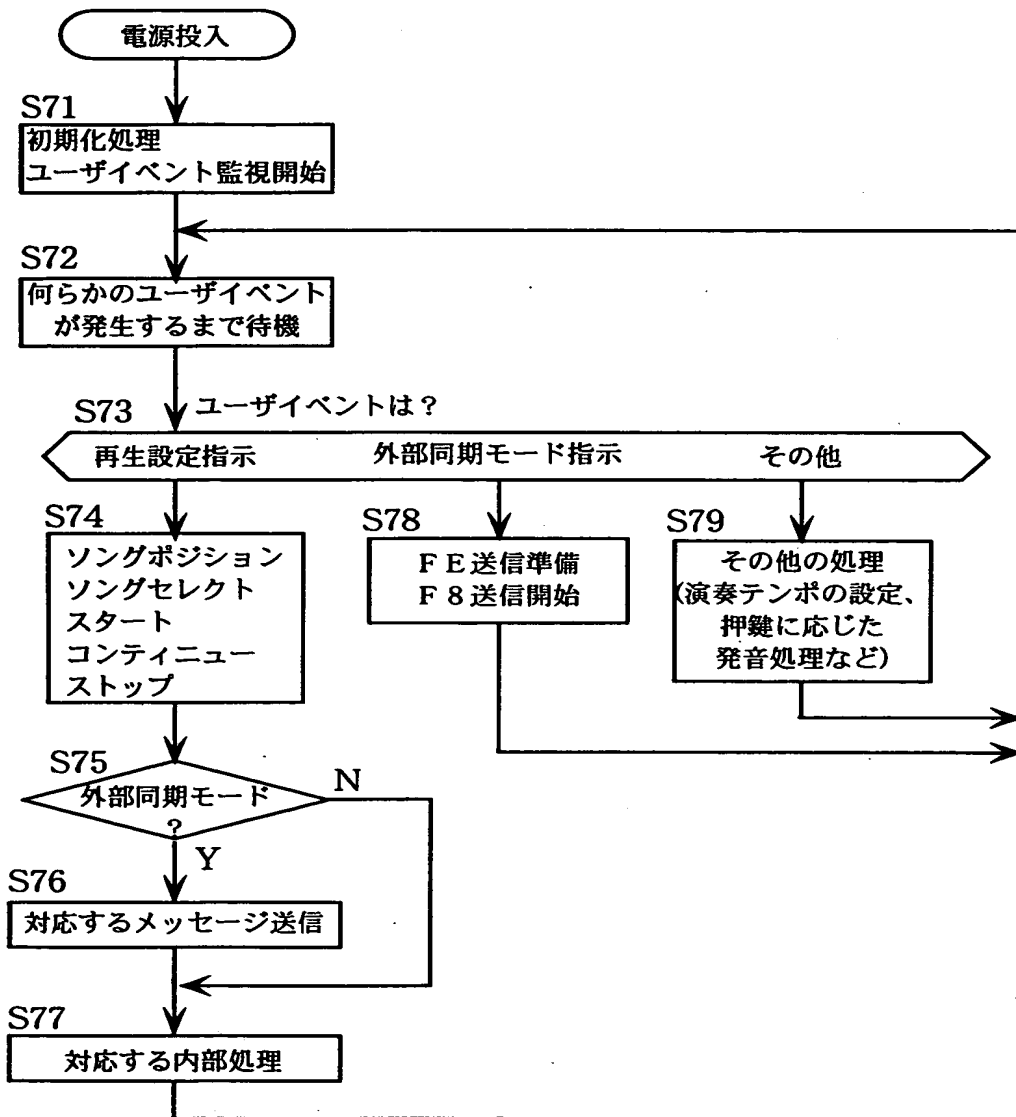 電源投入
S71
初期化処理
ユーザイベント監視開始
S72
何らかのユーザイベント
が発生するまで待機
S73
ユーザイベントは？
再生設定指示
外部同期モード指示
その他
S74
ソングポジション
ソングセレクト
スタート
コンティニュー
ストップ
S78
ＦＥ送信準備
Ｆ８送信開始
S79
その他の処理
(演奏テンポの設定、
押鍵に応じた
発音処理など)
S75
外部同期モード
？
N
Y
S76
対応するメッセージ送信
S77
対応する内部処理